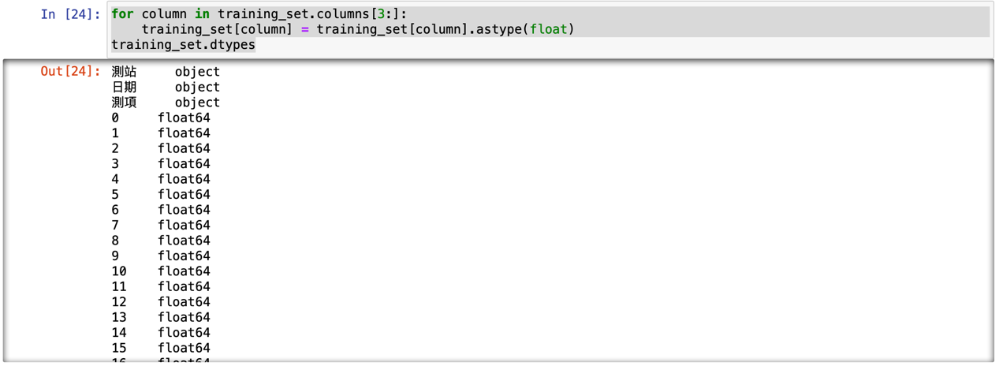 In [24]: for column in training_set.columns[3:]:
    training_set[column] = training_set[column].astype(float)
training_set.dtypes
Out[24]: 測站 object
日期 object
測項 object
0 float64
1 float64
2 float64
3 float64
4 float64
5 float64
6 float64
7 float64
8 float64
9 float64
10 float64
11 float64
12 float64
13 float64
14 float64
15 float64
16 float64